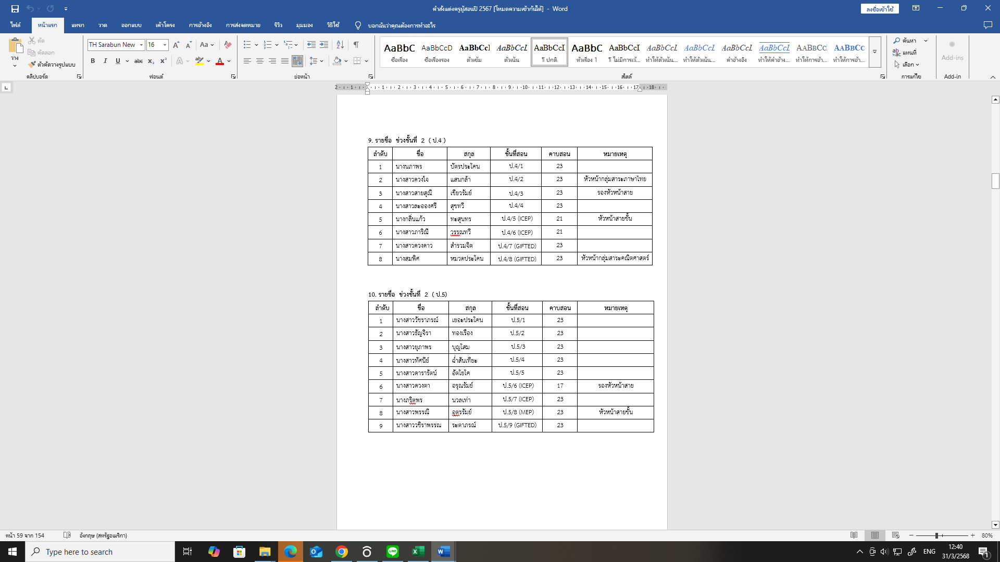 คำสั่งแต่งครูผู้สอนปี 2567 [โหมดความเข้ากันได้] - Word
ลงชื่อเข้าใช้
ไฟล์ หน้าแรก แทรก วาด ออกแบบ เค้าโครง การอ้างอิง การส่งจดหมาย รีวิว มุมมอง วิธีใช้ บอกฉันว่าคุณต้องการทำอะไร
วาง
ตัด
คัดลอก
ตัวคัดวางรูปแบบ
คลิปบอร์ด
TH Sarabun New 16
ฟอนต์
ย่อหน้า
AaBbC AaBbCcD AaBbCcI AaBbCcL AaBbCcI AaBbC AaBbCcI AaBbCcL AaBbCcL AaBbCcL AaBbCcL AABBCC AABBCC
ชื่อเรื่อง ชื่อเรื่องรอง ตัวเข้ม ตัวเน้น ¶ ปกติ หัวเรื่อง 1 ¶ ไม่มีการเว้... ทำให้ตัวเน้น... ทำให้ตัวเน้น... คำอ้างอิง ทำให้คำอ้าง... ทำให้การอ้า... ทำให้การอ้า...
สไตล์
ค้นหา
แทนที่
เลือก
การแก้ไข
Add-ins
Add-in
2 1 1 2 3 4 5 6 7 8 9 10 11 12 13 14 15 16 17 18
9. รายชื่อ ช่วงชั้นที่ 2 ( ป.4 )
ลำดับ ชื่อ สกุล ชั้นที่สอน คาบสอน หมายเหตุ
1 นางนภาพร บัตรประโคน ป.4/1 23
2 นางสาวดวงใจ แสนกล้า ป.4/2 23 หัวหน้ากลุ่มสาระภาษาไทย
3 นางสาวสายสุณี เขียวรัมย์ ป.4/3 23 รองหัวหน้าสาย
4 นางสาวละอองศรี สุขทวี ป.4/4 23
5 นางกลิ่นแก้ว ทะสุนทร ป.4/5 (ICEP) 21 หัวหน้าสายชั้น
6 นางสาวภาริณี วรรณทวี ป.4/6 (ICEP) 21
7 นางสาวดวงดาว สำรวมจิต ป.4/7 (GIFTED) 23
8 นางสมพิศ หมวดประโคน ป.4/8 (GIFTED) 23 หัวหน้ากลุ่มสาระคณิตศาสตร์
10. รายชื่อ ช่วงชั้นที่ 2 ( ป.5)
ลำดับ ชื่อ สกุล ชั้นที่สอน คาบสอน หมายเหตุ
1 นางสาววัชราภรณ์ เยอะประโคน ป.5/1 23
2 นางสาวธัญจิรา ทองเรือง ป.5/2 23
3 นางสาวยุภาพร บุญโสม ป.5/3 23
4 นางสาวทัศนีย์ ฉ่ำสันเทียะ ป.5/4 23
5 นางสาวดารารัตน์ อัตโยโค ป.5/5 23
6 นางสาวดวงตา อรุณรัมย์ ป.5/6 (ICEP) 17 รองหัวหน้าสาย
7 นางภริตพร นวลเท่า ป.5/7 (ICEP) 23
8 นางสาวพรรณี อุตรรัมย์ ป.5/8 (MEP) 23 หัวหน้าสายชั้น
9 นางสาววชิราพรรณ ระตาภรณ์ ป.5/9 (GIFTED) 23
หน้า 59 จาก 154 อังกฤษ (สหรัฐอเมริกา) 80%
Type here to search
ENG
12:40
31/3/2568
1